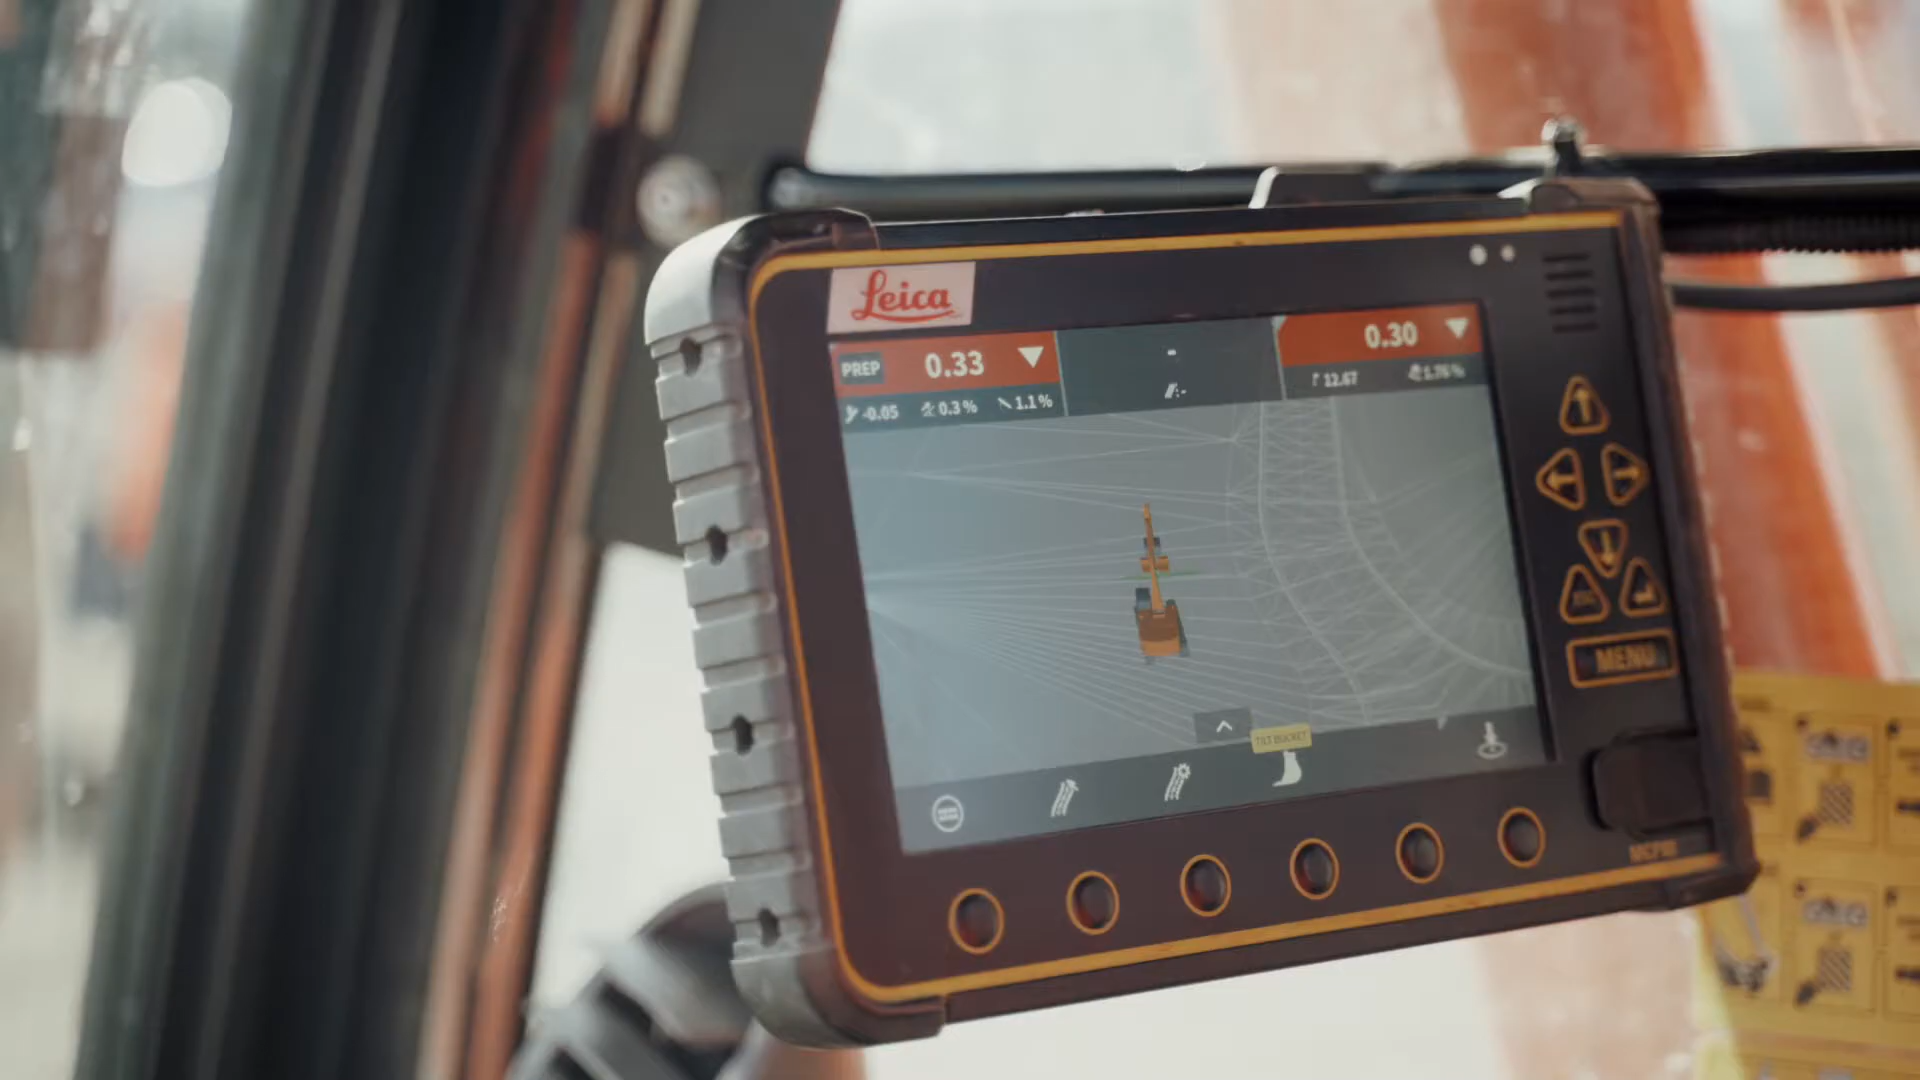 Leica
PREP 0.33
0.30
-0.05 0.3% 1.1%
12.67 1.76%
TILT BUCKET
MENU